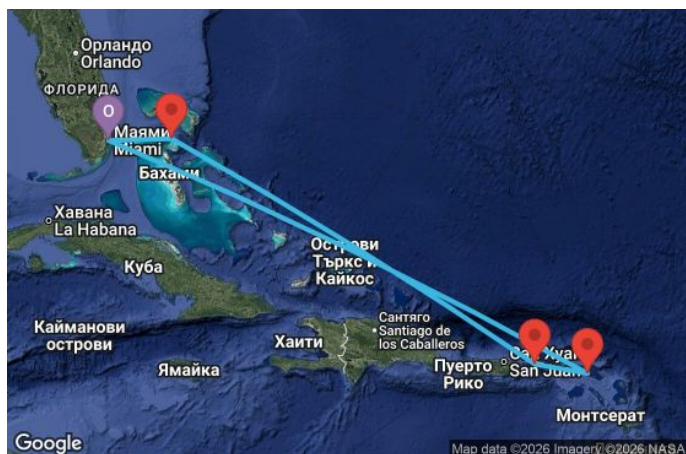 Орландо
Orlando
ФЛОРИДА
O
Маями
Miami
Бахами
Хавана
La Habana
Куба
Острови
Търкс и
Кайкос
Кайманови
острови
Ямайка
Хаити
Сантяго
Santiago de
los Caballeros
Пуерто
Рико
San Juan
Монтсерат
Google
Map data ©2026 Imagery ©2026 NASA